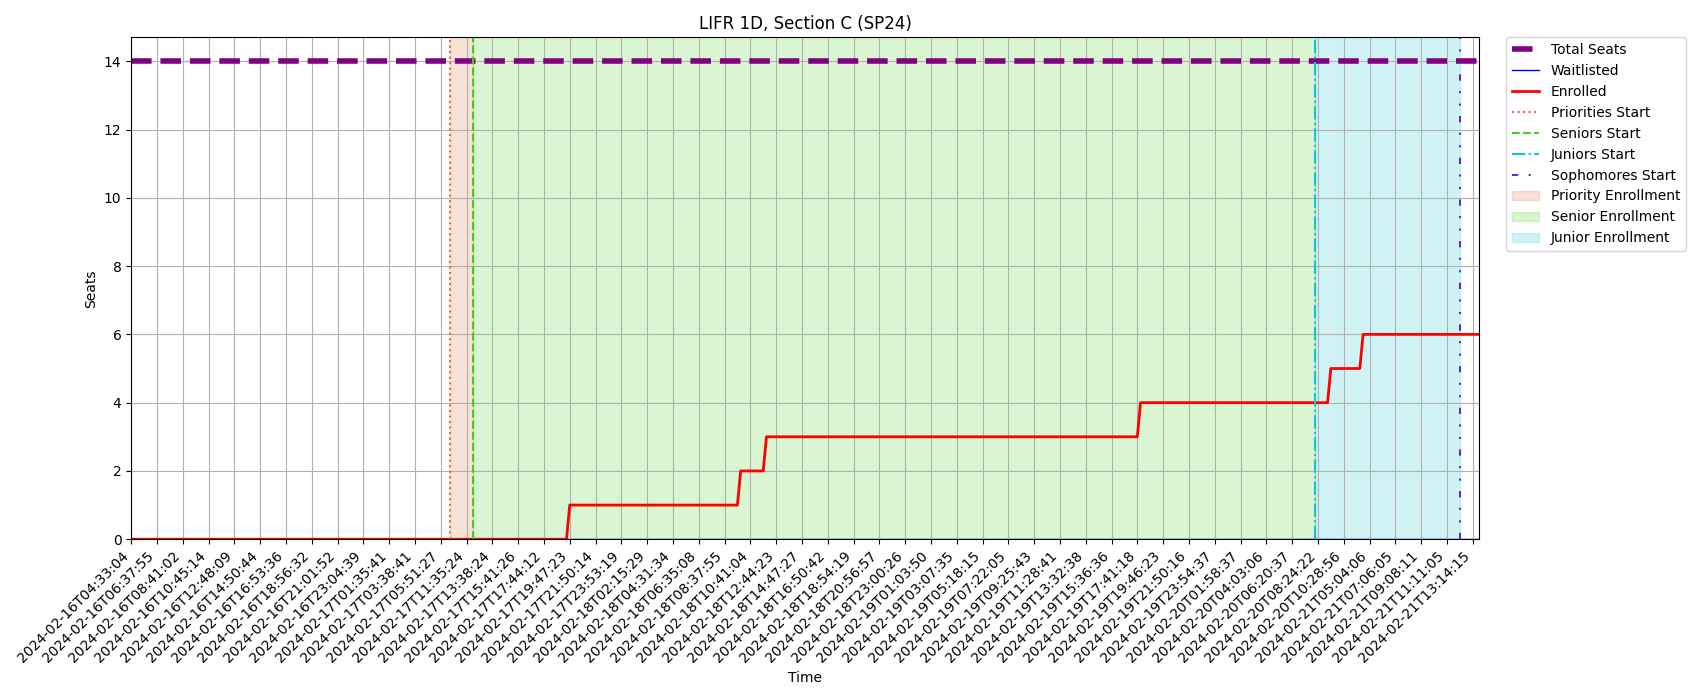 LIFR 1D, Section C (SP24)
Total Seats
Waitlisted
Enrolled
Priorities Start
Seniors Start
Juniors Start
Sophomores Start
Priority Enrollment
Senior Enrollment
Junior Enrollment
Seats
14
12
10
8
6
4
2
0
2024-02-16T04:33:04
2024-02-16T06:37:55
2024-02-16T08:41:02
2024-02-16T10:45:14
2024-02-16T12:48:09
2024-02-16T14:50:44
2024-02-16T16:53:36
2024-02-16T18:56:32
2024-02-16T21:01:52
2024-02-16T23:04:39
2024-02-17T01:35:41
2024-02-17T03:38:41
2024-02-17T05:51:27
2024-02-17T11:35:24
2024-02-17T13:38:24
2024-02-17T15:41:26
2024-02-17T17:44:12
2024-02-17T19:47:23
2024-02-17T21:50:14
2024-02-17T23:53:19
2024-02-18T02:15:29
2024-02-18T04:31:34
2024-02-18T06:35:08
2024-02-18T08:37:55
2024-02-18T10:41:04
2024-02-18T12:44:23
2024-02-18T14:47:27
2024-02-18T16:50:42
2024-02-18T18:54:19
2024-02-18T20:56:57
2024-02-18T23:00:26
2024-02-19T01:03:50
2024-02-19T03:07:35
2024-02-19T05:18:15
2024-02-19T07:22:05
2024-02-19T09:25:43
2024-02-19T11:28:41
2024-02-19T13:32:38
2024-02-19T15:36:36
2024-02-19T17:41:18
2024-02-19T19:46:23
2024-02-19T21:50:16
2024-02-19T23:54:37
2024-02-20T01:58:37
2024-02-20T04:03:06
2024-02-20T06:20:37
2024-02-20T08:24:22
2024-02-20T10:28:56
2024-02-21T05:04:06
2024-02-21T07:06:05
2024-02-21T09:08:11
2024-02-21T11:11:05
2024-02-21T13:14:15
Time